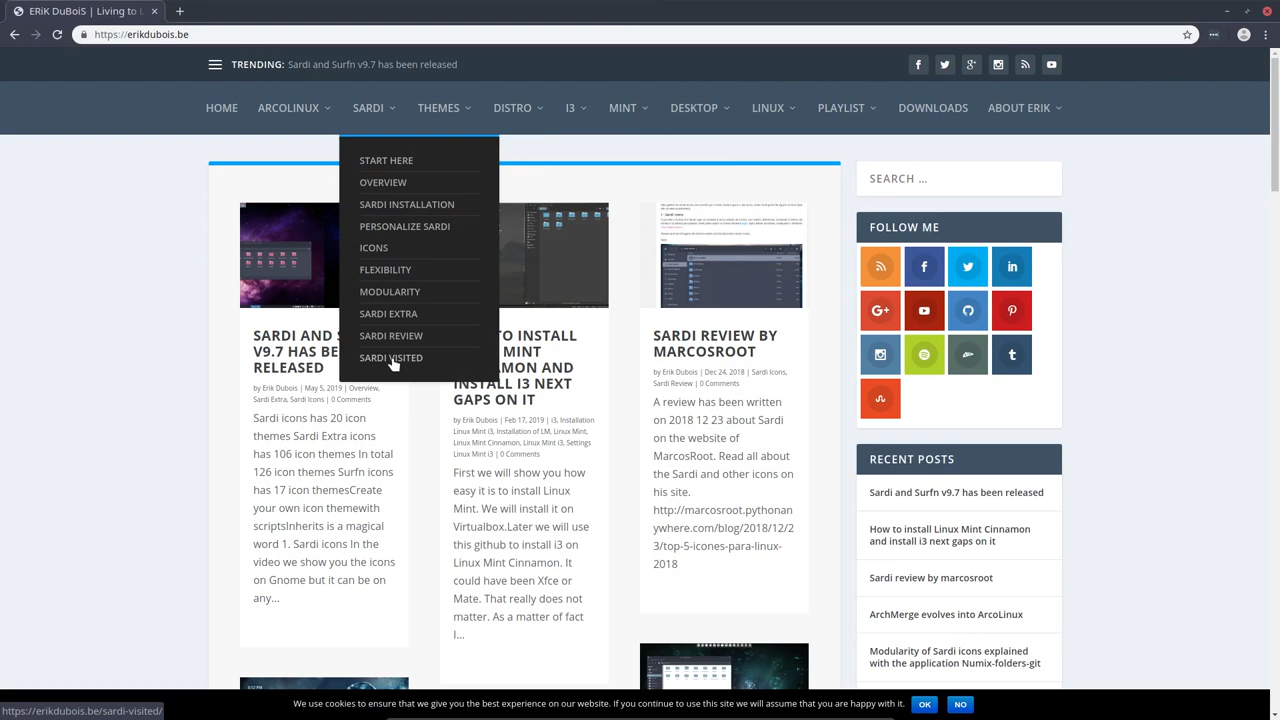 ERiK DuBoiS | Living to L
https://erikdubois.be
TRENDING: Sardi and Surfn v9.7 has been released
HOME ARCOLINUX SARDI THEMES DISTRO I3 MINT DESKTOP LINUX PLAYLIST DOWNLOADS ABOUT ERIK
START HERE
OVERVIEW
SARDI INSTALLATION
PERSONALIZE SARDI
ICONS
FLEXIBILITY
MODULARITY
SARDI EXTRA
SARDI REVIEW
SARDI VISITED
SARDI AND S
V9.7 HAS BE
RELEASED
by Erik Dubois | May 5, 2019 | Overview,
Sardi Extra, Sardi Icons | 0 Comments
Sardi icons has 20 icon
themes Sardi Extra icons
has 106 icon themes In total
126 icon themes Surfn icons
has 17 icon themesCreate
your own icon themewith
scriptsInherits is a magical
word 1. Sardi icons In the
video we show you the icons
on Gnome but it can be on
any...
TO INSTALL
MINT
AMON AND
INSTALL I3 NEXT
GAPS ON IT
by Erik Dubois | Feb 17, 2019 | i3, Installation
Linux Mint i3, Installation of LM, Linux Mint,
Linux Mint Cinnamon, Linux Mint i3, Settings
Linux Mint i3 | 0 Comments
First we will show you how
easy it is to install Linux
Mint. We will install it on
Virtualbox.Later we will use
this github to install i3 on
Linux Mint Cinnamon. It
could have been Xfce or
Mate. That really does not
matter. As a matter of fact
I...
SARDI REVIEW BY
MARCOSROOT
by Erik Dubois | Dec 24, 2018 | Sardi Icons,
Sardi Review | 0 Comments
A review has been written
on 2018 12 23 about Sardi
on the website of
MarcosRoot. Read all about
the Sardi and other icons on
his site.
http://marcosroot.pythonan
ywhere.com/blog/2018/12/2
3/top-5-icones-para-linux-
2018
SEARCH ...
FOLLOW ME
RECENT POSTS
Sardi and Surfn v9.7 has been released
How to install Linux Mint Cinnamon
and install i3 next gaps on it
Sardi review by marcosroot
ArchMerge evolves into ArcoLinux
Modularity of Sardi icons explained
with the application Numix-folders-git
https://erikdubois.be/sardi-visited/
We use cookies to ensure that we give you the best experience on our website. If you continue to use this site we will assume that you are happy with it. OK NO